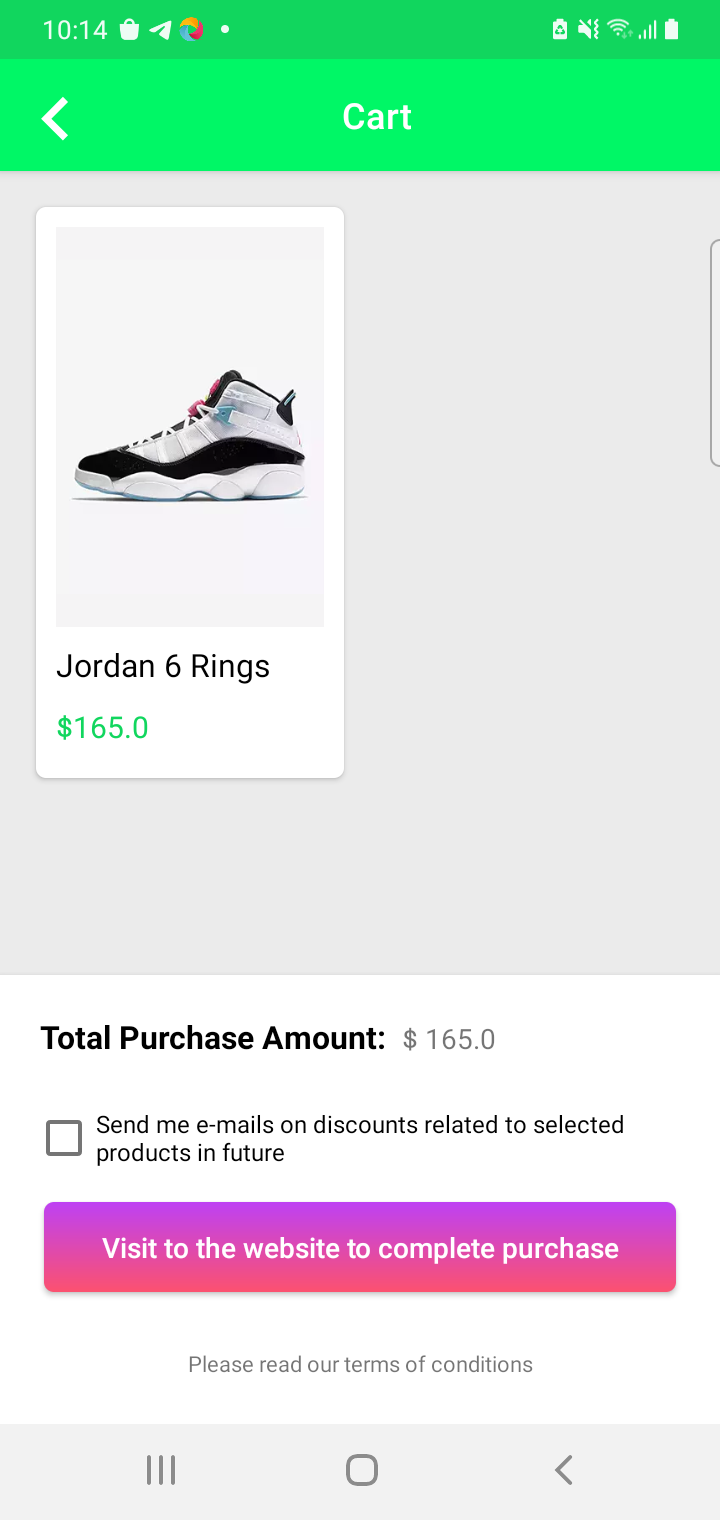 10:14
Cart
Jordan 6 Rings
$165.0
Total Purchase Amount: $ 165.0
Send me e-mails on discounts related to selected
products in future
Visit to the website to complete purchase
Please read our terms of conditions